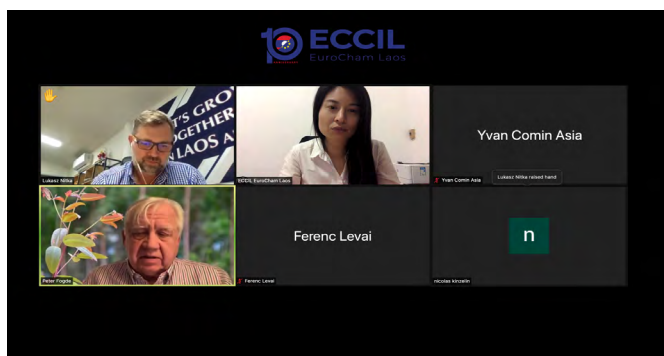 10 ECCIL
EuroCham Laos
T'S GRO
OGETHER
LAOS A
Lukasz Nitka
ECCIL EuroCham Laos
Yvan Comin Asia
Yvan Comin Asia
Lukasz Nitka raised hand
Peter Fogde
Ferenc Levai
Ferenc Levai
n
nicolas kinzelin